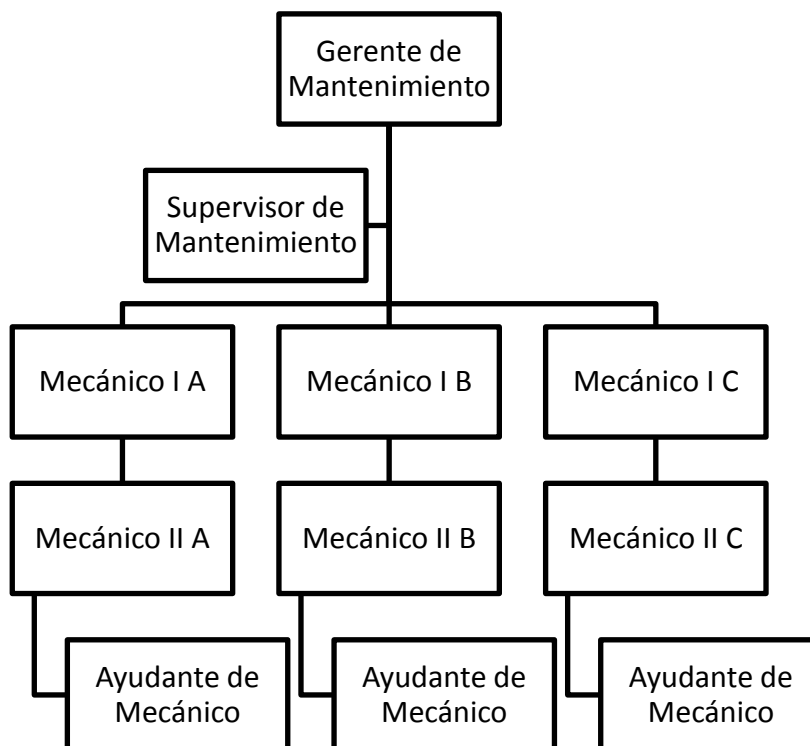 Gerente de
Mantenimiento
Supervisor de
Mantenimiento
Mecánico I A
Mecánico I B
Mecánico I C
Mecánico II A
Mecánico II B
Mecánico II C
Ayudante de
Mecánico
Ayudante de
Mecánico
Ayudante de
Mecánico